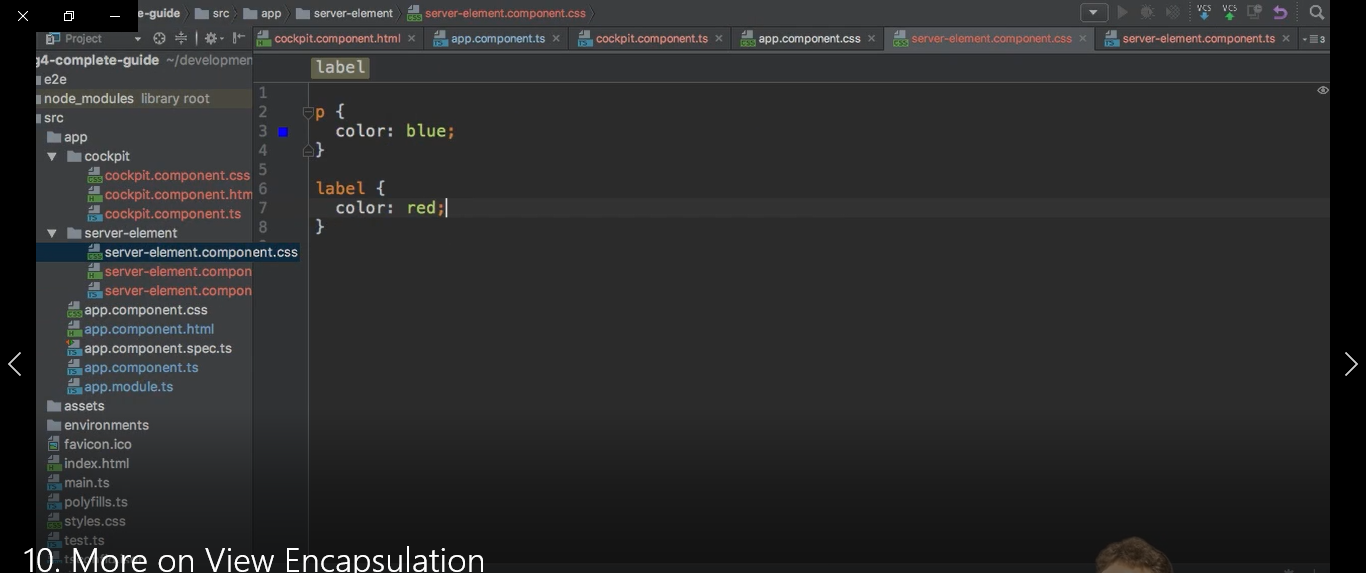 e-guide src app server-element server-element.component.css
Project cockpit.component.html app.component.ts cockpit.component.ts app.component.css server-element.component.css server-element.component.ts 3
g4-complete-guide ~/developmen
label
e2e
node_modules library root
src
app
cockpit
cockpit.component.css
cockpit.component.htm
cockpit.component.ts
server-element
server-element.component.css
server-element.compon
server-element.compon
app.component.css
app.component.html
app.component.spec.ts
app.component.ts
app.module.ts
assets
environments
favicon.ico
index.html
main.ts
polyfills.ts
styles.css
test.ts
1
2 p {
3 color: blue;
4 }
5
6 label {
7 color: red;
8 }
VCS VCS
10. More on View Encapsulation